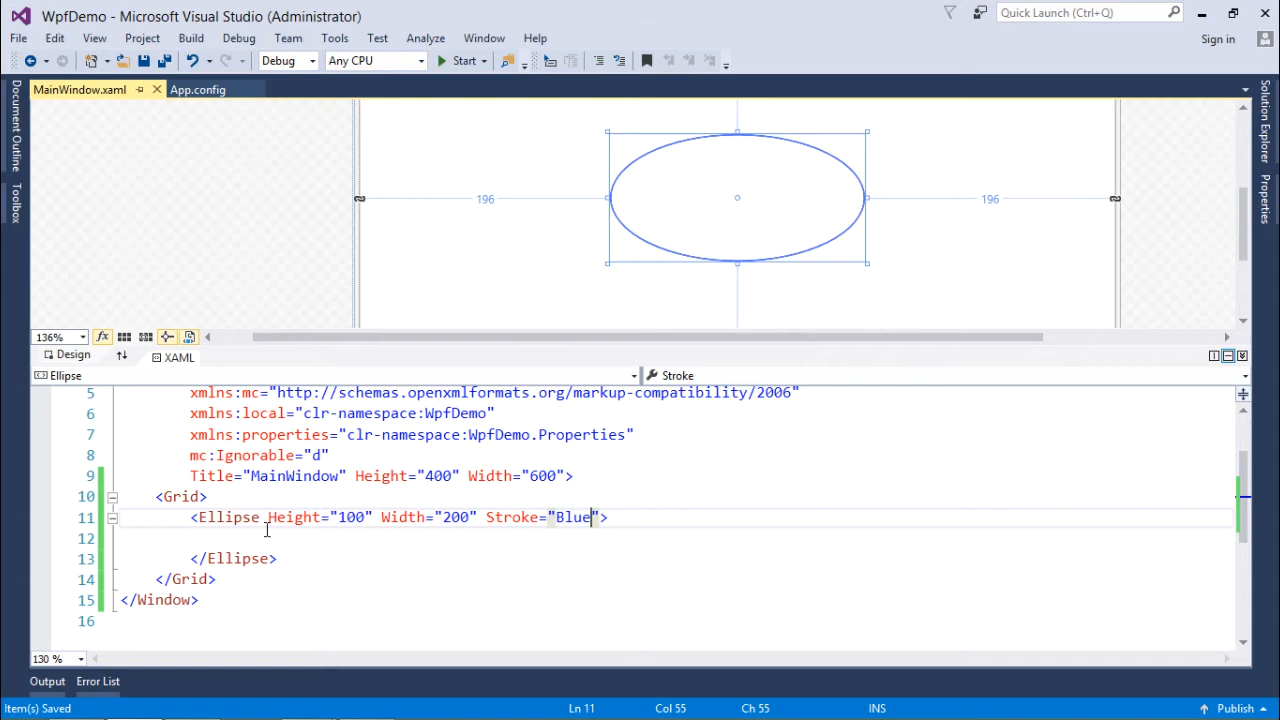 WpfDemo - Microsoft Visual Studio (Administrator)
Quick Launch (Ctrl+Q)
File Edit View Project Build Debug Team Tools Test Analyze Window Help
Sign in
Debug Any CPU Start
MainWindow.xaml App.config
Document Outline
Toolbox
Solution Explorer
Properties
196 196
136%
Design XAML
Ellipse Stroke
5 xmlns:mc="http://schemas.openxmlformats.org/markup-compatibility/2006"
6 xmlns:local="clr-namespace:WpfDemo"
7 xmlns:properties="clr-namespace:WpfDemo.Properties"
8 mc:Ignorable="d"
9 Title="MainWindow" Height="400" Width="600">
10 <Grid>
11 <Ellipse Height="100" Width="200" Stroke="Blue">
12
13 </Ellipse>
14 </Grid>
15 </Window>
16
130 %
Output Error List
Item(s) Saved Ln 11 Col 55 Ch 55 INS Publish